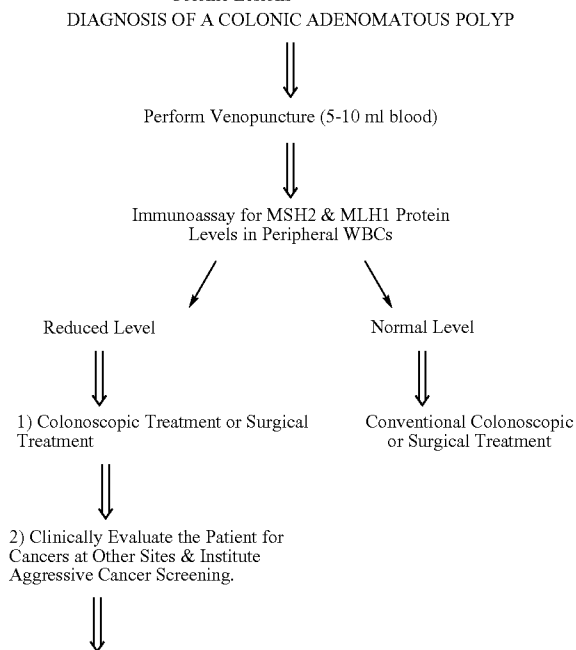 DIAGNOSIS OF A COLONIC ADENOMATOUS POLYP
Perform Venopuncture (5-10 ml blood)
Immunoassay for MSH2 & MLH1 Protein
Levels in Peripheral WBCs
Reduced Level
Normal Level
1) Colonoscopic Treatment or Surgical
Treatment
Conventional Colonoscopic
or Surgical Treatment
2) Clinically Evaluate the Patient for
Cancers at Other Sites & Institute
Aggressive Cancer Screening.